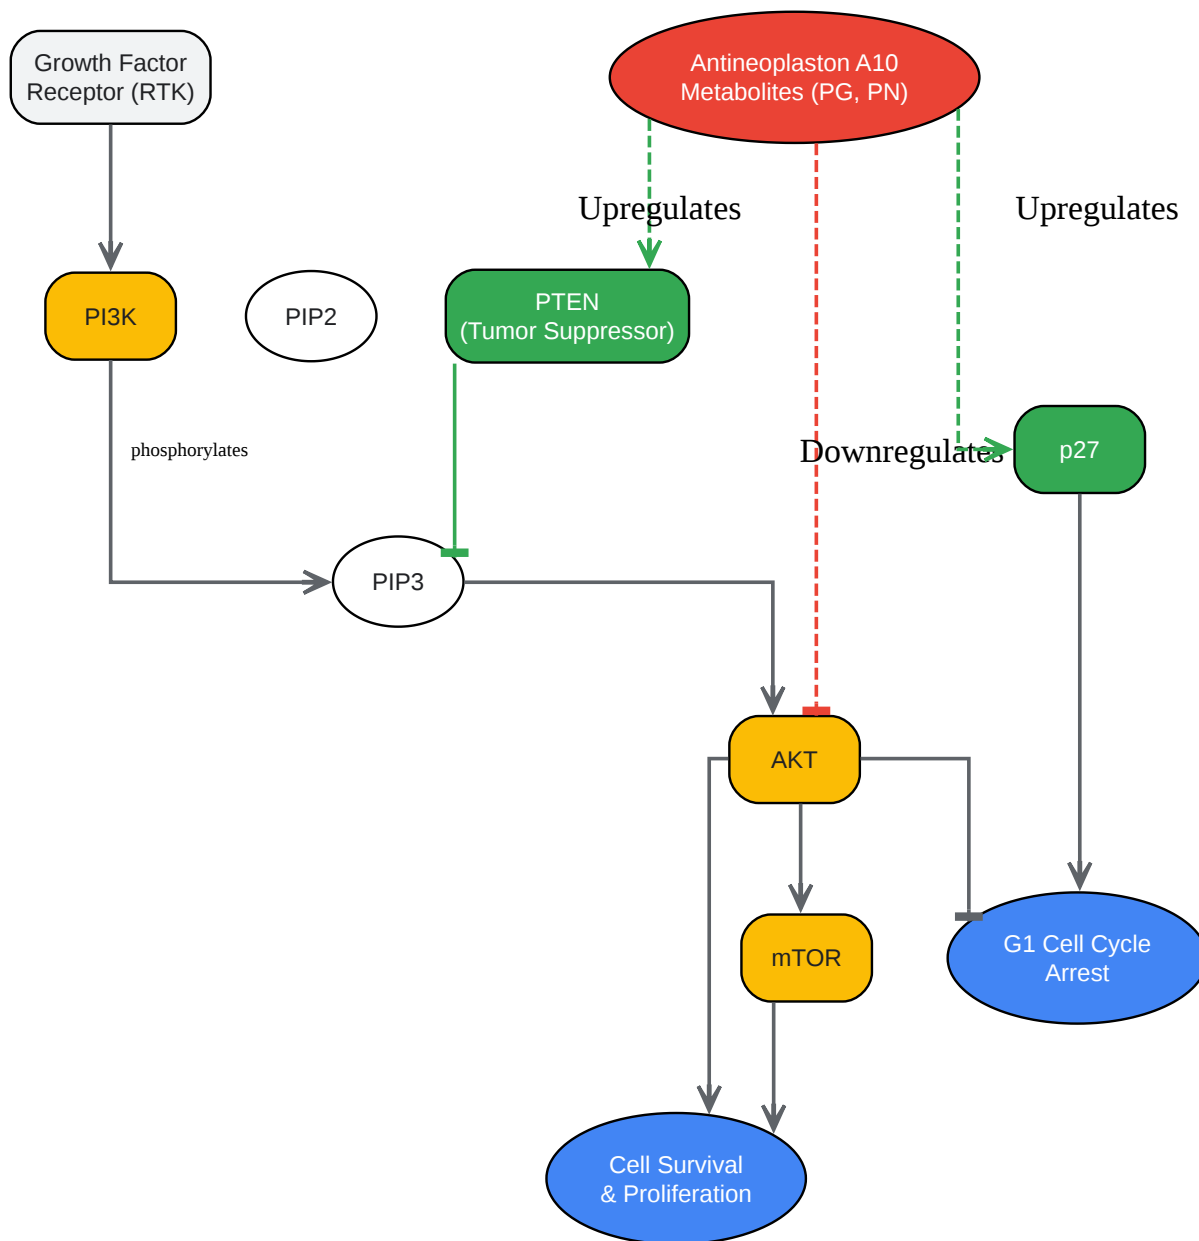 Growth Factor
Receptor (RTK)
Antineoplaston A10
Metabolites (PG, PN)
Upregulates
Upregulates
PI3K
PIP2
PTEN
(Tumor Suppressor)
phosphorylates
Downregulates
p27
PIP3
AKT
mTOR
G1 Cell Cycle
Arrest
Cell Survival
& Proliferation